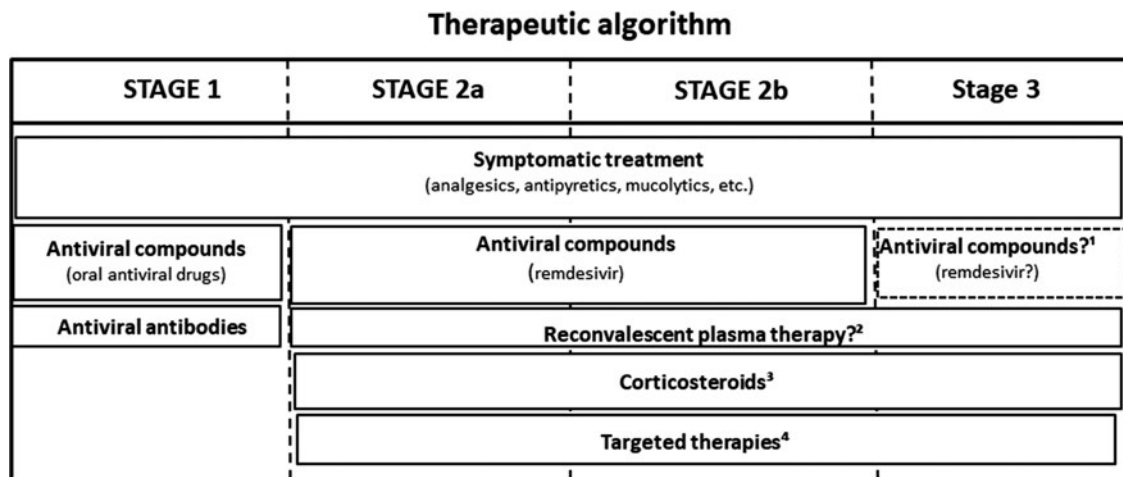 Therapeutic algorithm
STAGE 1 STAGE 2a STAGE 2b Stage 3
Symptomatic treatment
(analgesics, antipyretics, mucolytics, etc.)
Antiviral compounds Antiviral compounds Antiviral compounds?¹
(oral antiviral drugs) (remdesivir) (remdesivir?)
Antiviral antibodies Reconvalescent plasma therapy?²
Corticosteroids³
Targeted therapies⁴